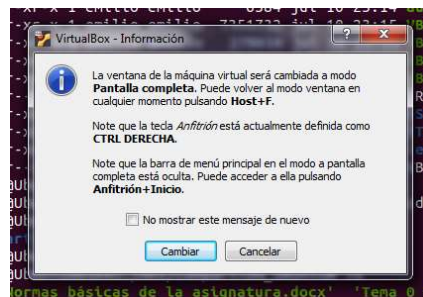 VirtualBox - Información
La ventana de la máquina virtual será cambiada a modo
Pantalla completa. Puede volver al modo ventana en
cualquier momento pulsando Host+F.
Note que la tecla Anfitrión está actualmente definida como
CTRL DERECHA.
Note que la barra de menú principal en el modo a pantalla
completa está oculta. Puede acceder a ella pulsando
Anfitrión+Inicio.
No mostrar este mensaje de nuevo
Cambiar Cancelar
Normas básicas de la asignatura.docx' 'Tema 0